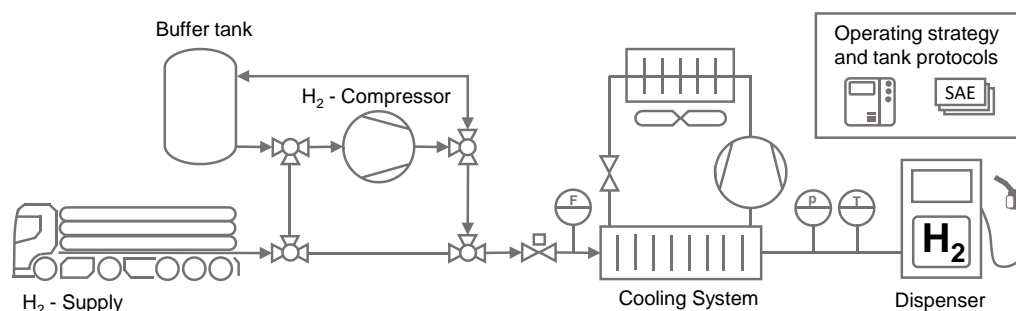 Buffer tank
H₂ - Compressor
Operating strategy
and tank protocols
SAE
F
p
T
H₂
H₂ - Supply
Cooling System
Dispenser